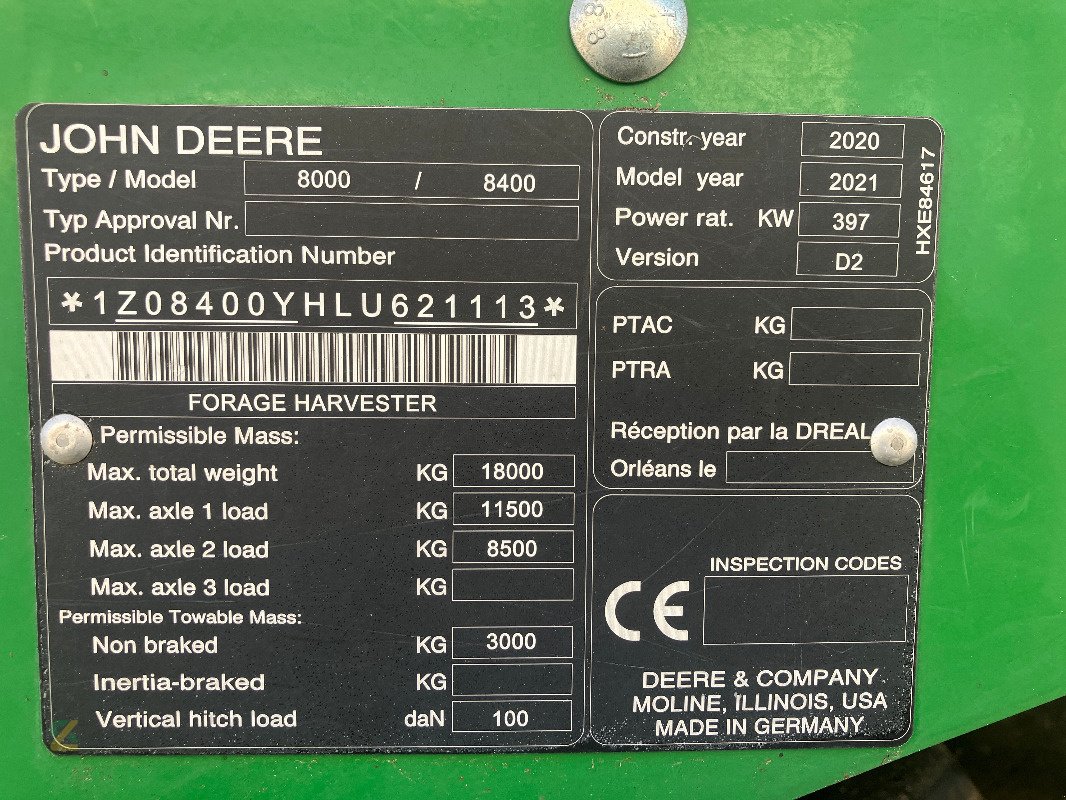 JOHN DEERE
Type / Model 8000 / 8400
Typ Approval Nr.
Product Identification Number
*1Z08400YHLU621113*
FORAGE HARVESTER
Permissible Mass:
Max. total weight KG 18000
Max. axle 1 load KG 11500
Max. axle 2 load KG 8500
Max. axle 3 load KG
Permissible Towable Mass:
Non braked KG 3000
Inertia-braked KG
Vertical hitch load daN 100
Constr. year 2020
Model year 2021
Power rat. KW 397
Version D2
HXE84617
PTAC KG
PTRA KG
Réception par la DREAL
Orléans le
INSPECTION CODES
CE
DEERE & COMPANY
MOLINE, ILLINOIS, USA
MADE IN GERMANY